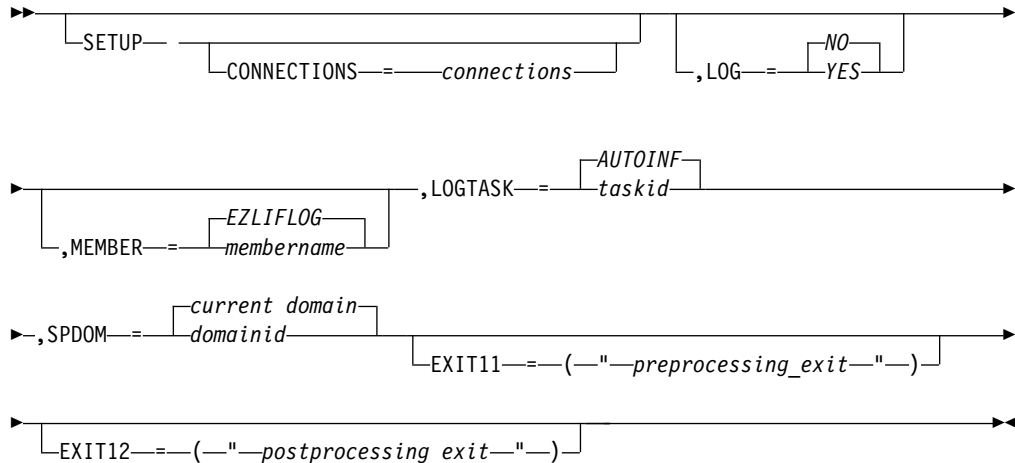 NO
SETUP
CONNECTIONS = connections
,LOG = YES
AUTOINF
,LOGTASK = taskid
EZLIFLOG
,MEMBER = membername
current domain
,SPDOM = domainid
EXIT11 = ( " preprocessing_exit " )
EXIT12 = ( " postprocessing exit " )